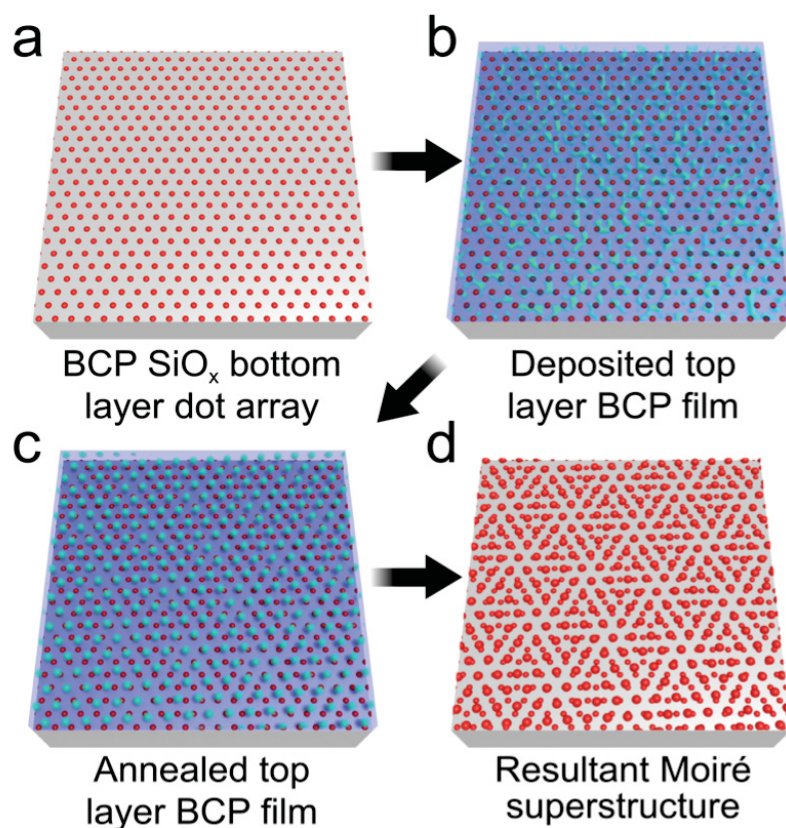 a
b
BCP SiOₓ bottom
layer dot array
Deposited top
layer BCP film
c
d
Annealed top
layer BCP film
Resultant Moiré
superstructure